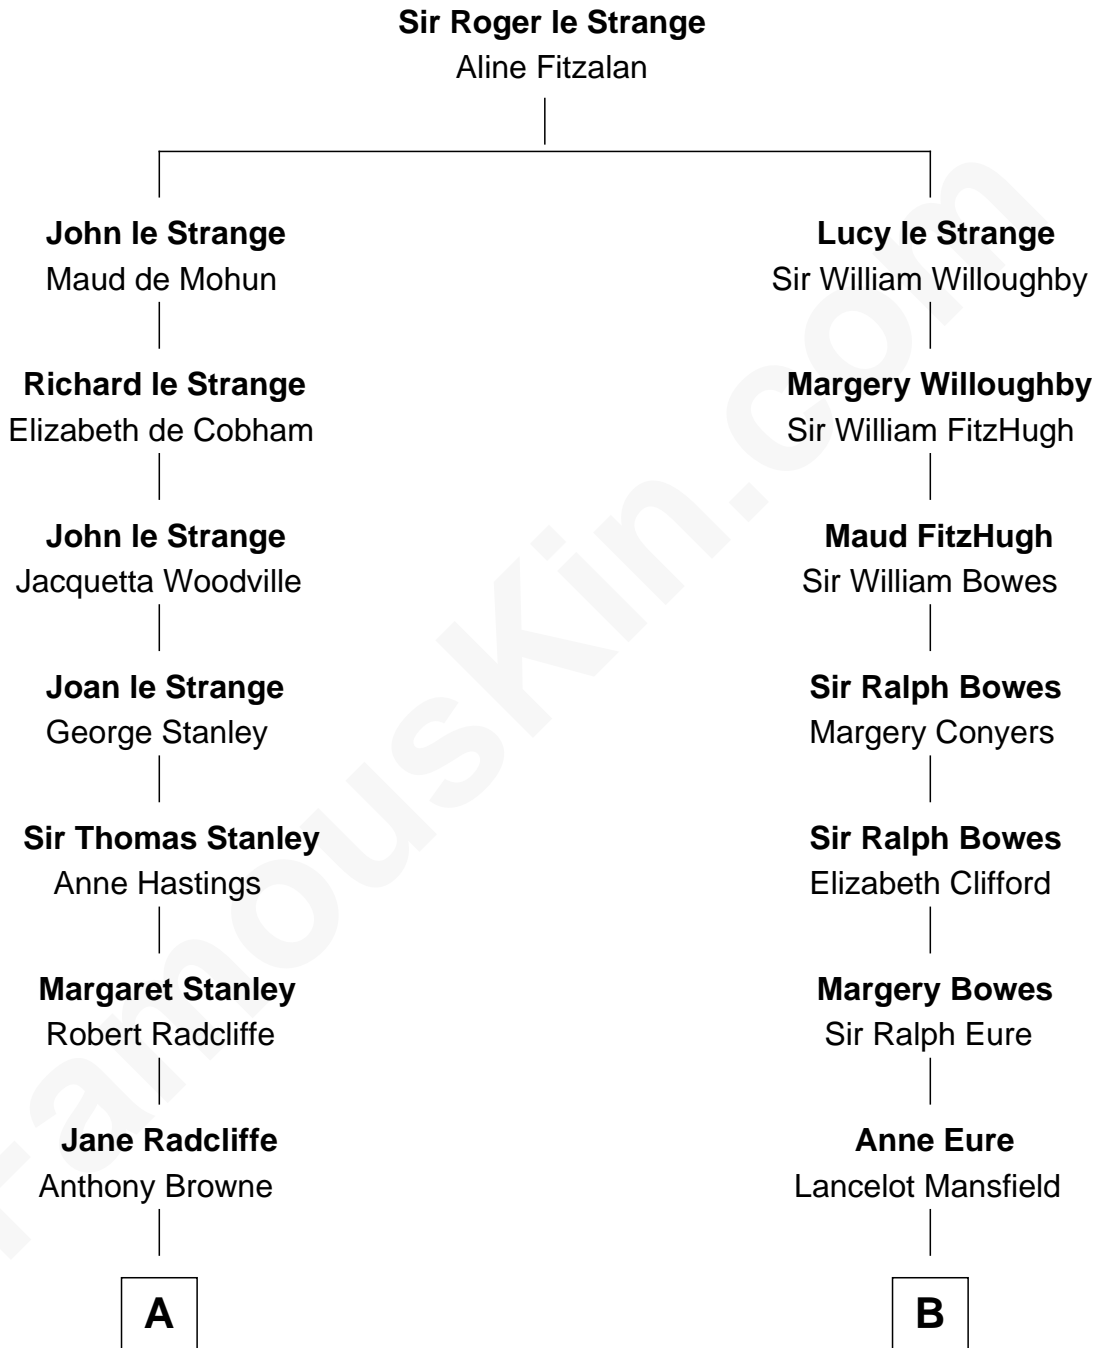 Sir Roger le Strange
Aline Fitzalan
John le Strange
Maud de Mohun
Richard le Strange
Elizabeth de Cobham
John le Strange
Jacquetta Woodville
Joan le Strange
George Stanley
Sir Thomas Stanley
Anne Hastings
Margaret Stanley
Robert Radcliffe
Jane Radcliffe
Anthony Browne
A
Lucy le Strange
Sir William Willoughby
Margery Willoughby
Sir William FitzHugh
Maud FitzHugh
Sir William Bowes
Sir Ralph Bowes
Margery Conyers
Sir Ralph Bowes
Elizabeth Clifford
Margery Bowes
Sir Ralph Eure
Anne Eure
Lancelot Mansfield
B
FamousKin.com